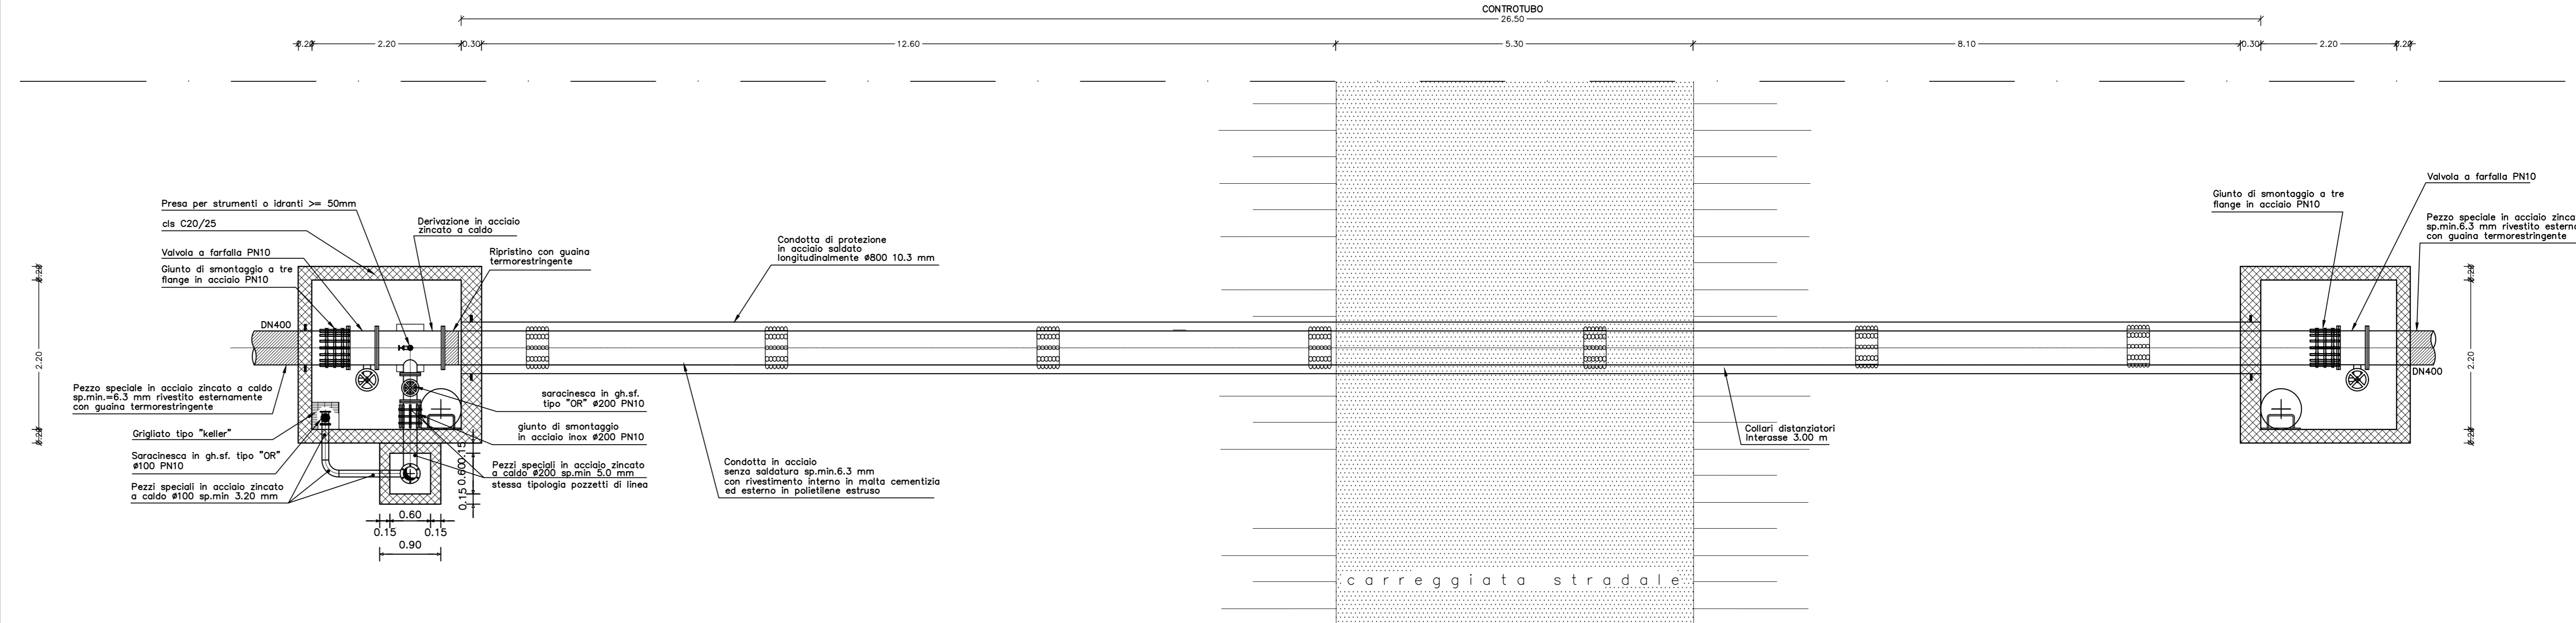 CONTROTUBO
26.50
0.20
2.20
0.30
12.60
5.30
8.10
0.30
2.20
0.20
Presa per strumenti o idranti >= 50mm
cls C20/25
Valvola a farfalla PN10
Giunto di smontaggio a tre
flange in acciaio PN10
Derivazione in acciaio
zincato a caldo
Ripristino con guaina
termorestringente
DN400
0.20
2.20
0.20
Pezzo speciale in acciaio zincato a caldo
sp.min.=6.3 mm rivestito esternamente
con guaina termorestringente
Grigliato tipo "keller"
Saracinesca in gh.sf. tipo "OR"
ø100 PN10
Pezzi speciali in acciaio zincato
a caldo ø100 sp.min 3.20 mm
saracinesca in gh.sf.
tipo "OR" ø200 PN10
giunto di smontaggio
in acciaio inox ø200 PN10
Pezzi speciali in acciaio zincato
a caldo ø200 sp.min 5.0 mm
stessa tipologia pozzetti di linea
0.15
0.60
0.15
0.60
0.15
0.15
0.90
Condotta di protezione
in acciaio saldato
longitudinalmente ø800 10.3 mm
Condotta in acciaio
senza saldatura sp.min.6.3 mm
con rivestimento interno in malta cementizia
ed esterno in polietilene estruso
carreggiata stradale
Collari distanziatori
Interasse 3.00 m
Giunto di smontaggio a tre
flange in acciaio PN10
Valvola a farfalla PN10
Pezzo speciale in acciaio zinca
sp.min.6.3 mm rivestito estern
con guaina termorestringente
DN400
0.20
2.20
0.20